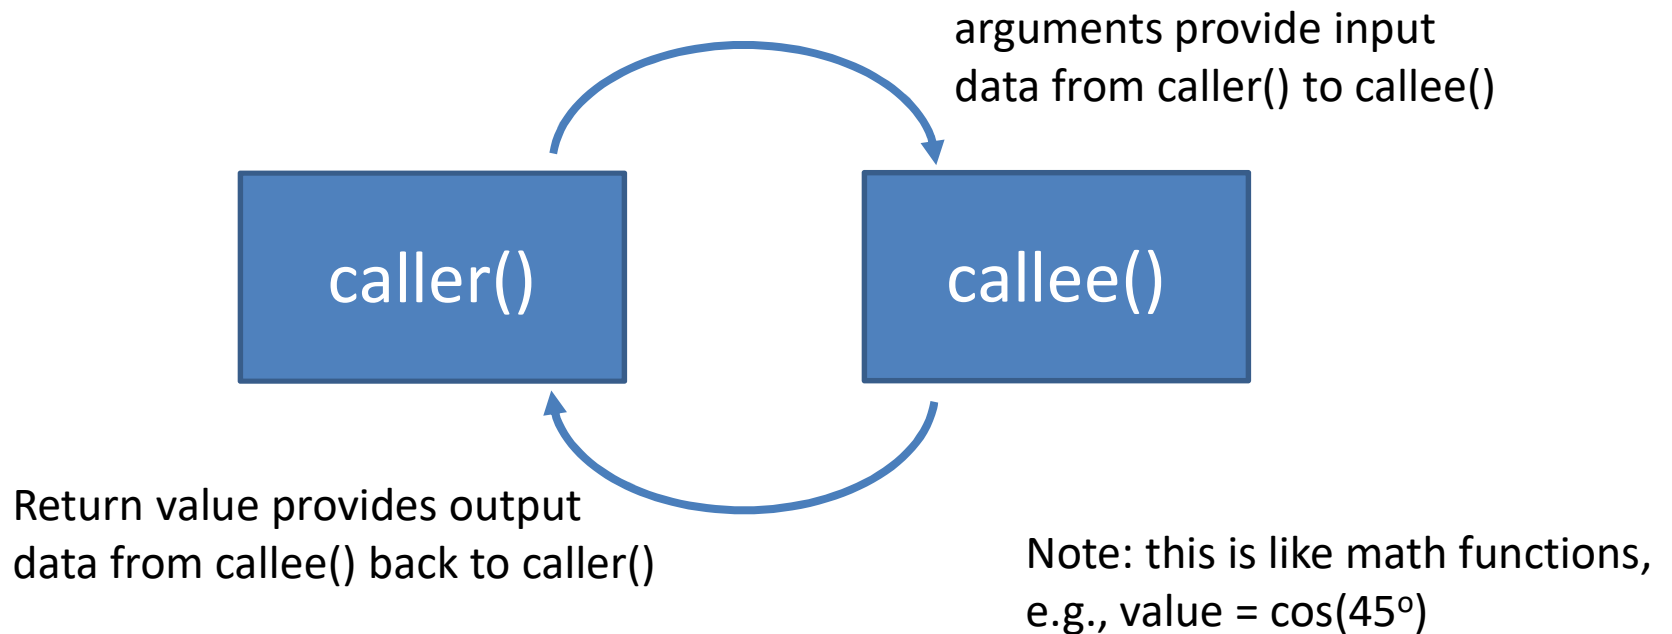 arguments provide input
data from caller() to callee()
caller()
callee()
Return value provides output
data from callee() back to caller()
Note: this is like math functions,
e.g., value = cos(45º)